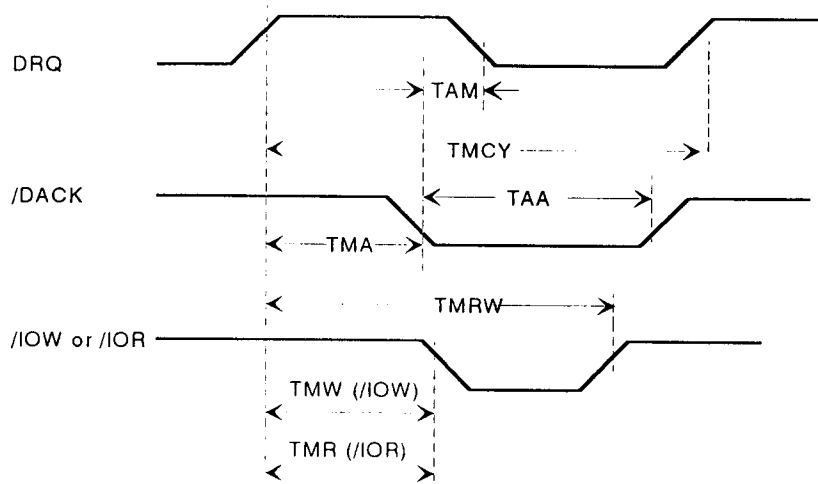 DRQ
TAM
TMCY
/DACK
TAA
TMA
TMRW
/IOW or /IOR
TMW (/IOW)
TMR (/IOR)